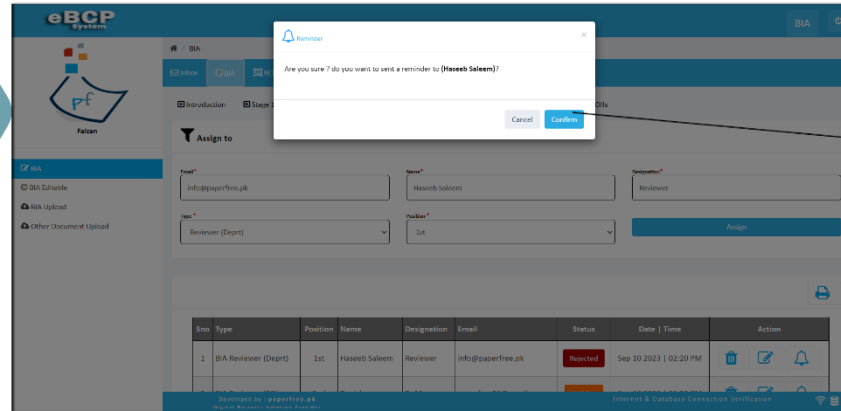 eBCP
System
BIA
Reminder
×
Are you sure ? do you want to sent a reminder to (Haseeb Saleem)?
Cancel
Confirm
/ BIA
Inbox
BIA
Introduction
Stage 1
Pf
Faizan
Assign to
BIA
BIA Editable
BIA Upload
Other Document Upload
Email*
Name*
Designation*
info@paperfree.pk
Haseeb Saleem
Reviewer
Type *
Position *
Reviewer (Deprt)
1st
Assign
Sno Type Position Name Designation Email Status Date | Time Action
1 BIA Reviewer (Deprt) 1st Haseeb Saleem Reviewer info@paperfree.pk Rejected Sep 10 2023 | 02:20 PM
Developed by : paperfree.pk
Internet & Database Connection Verification